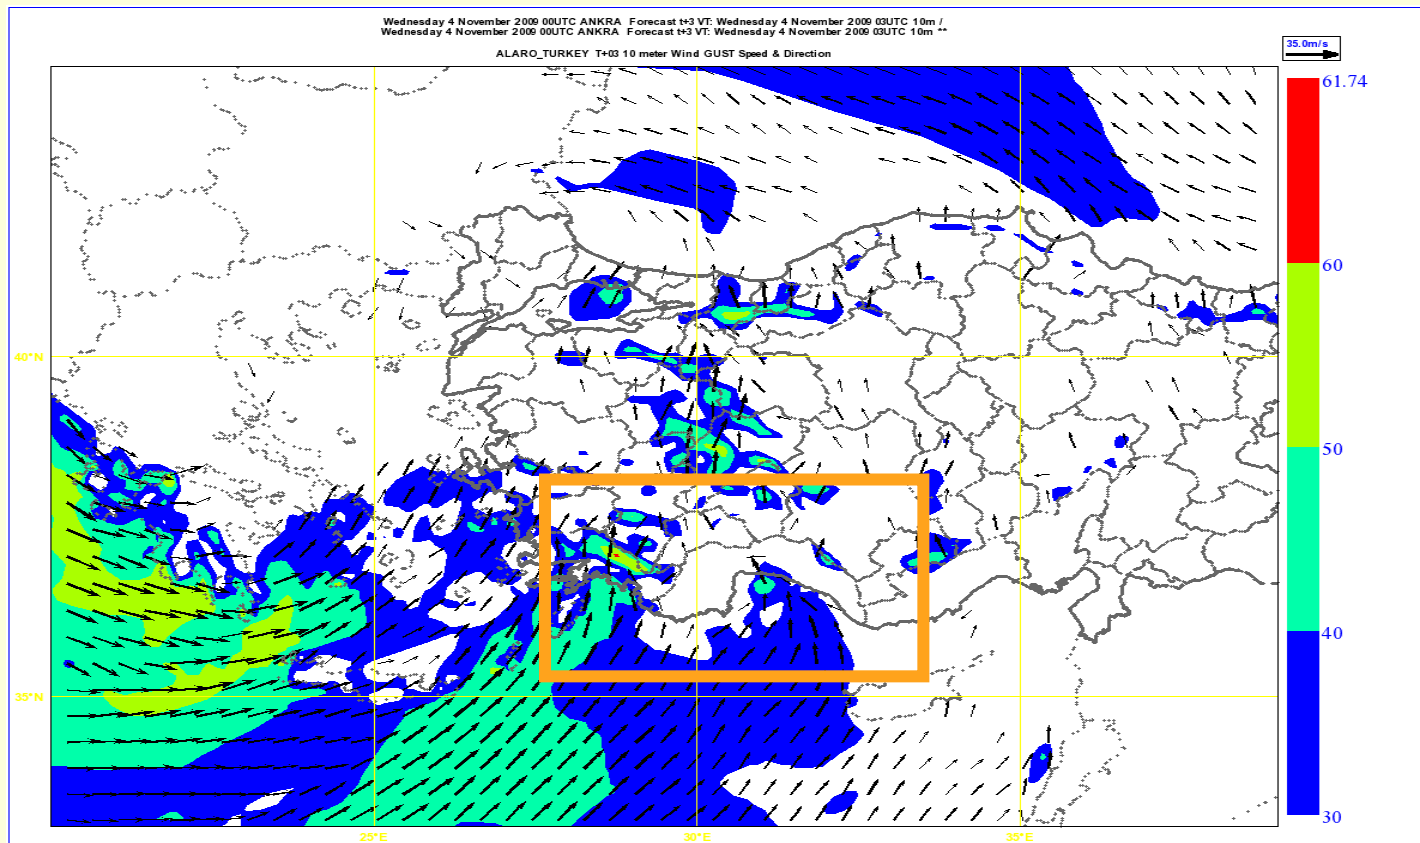 Wednesday 4 November 2009 00UTC ANKRA Forecast t+3 VT: Wednesday 4 November 2009 03UTC 10m /
Wednesday 4 November 2009 00UTC ANKRA Forecast t+3 VT: Wednesday 4 November 2009 03UTC 10m **
ALARO_TURKEY T+03 10 meter Wind GUST Speed & Direction
35.0m/s
61.74
60
50
40
30
40°N
35°N
25°E
30°E
35°E